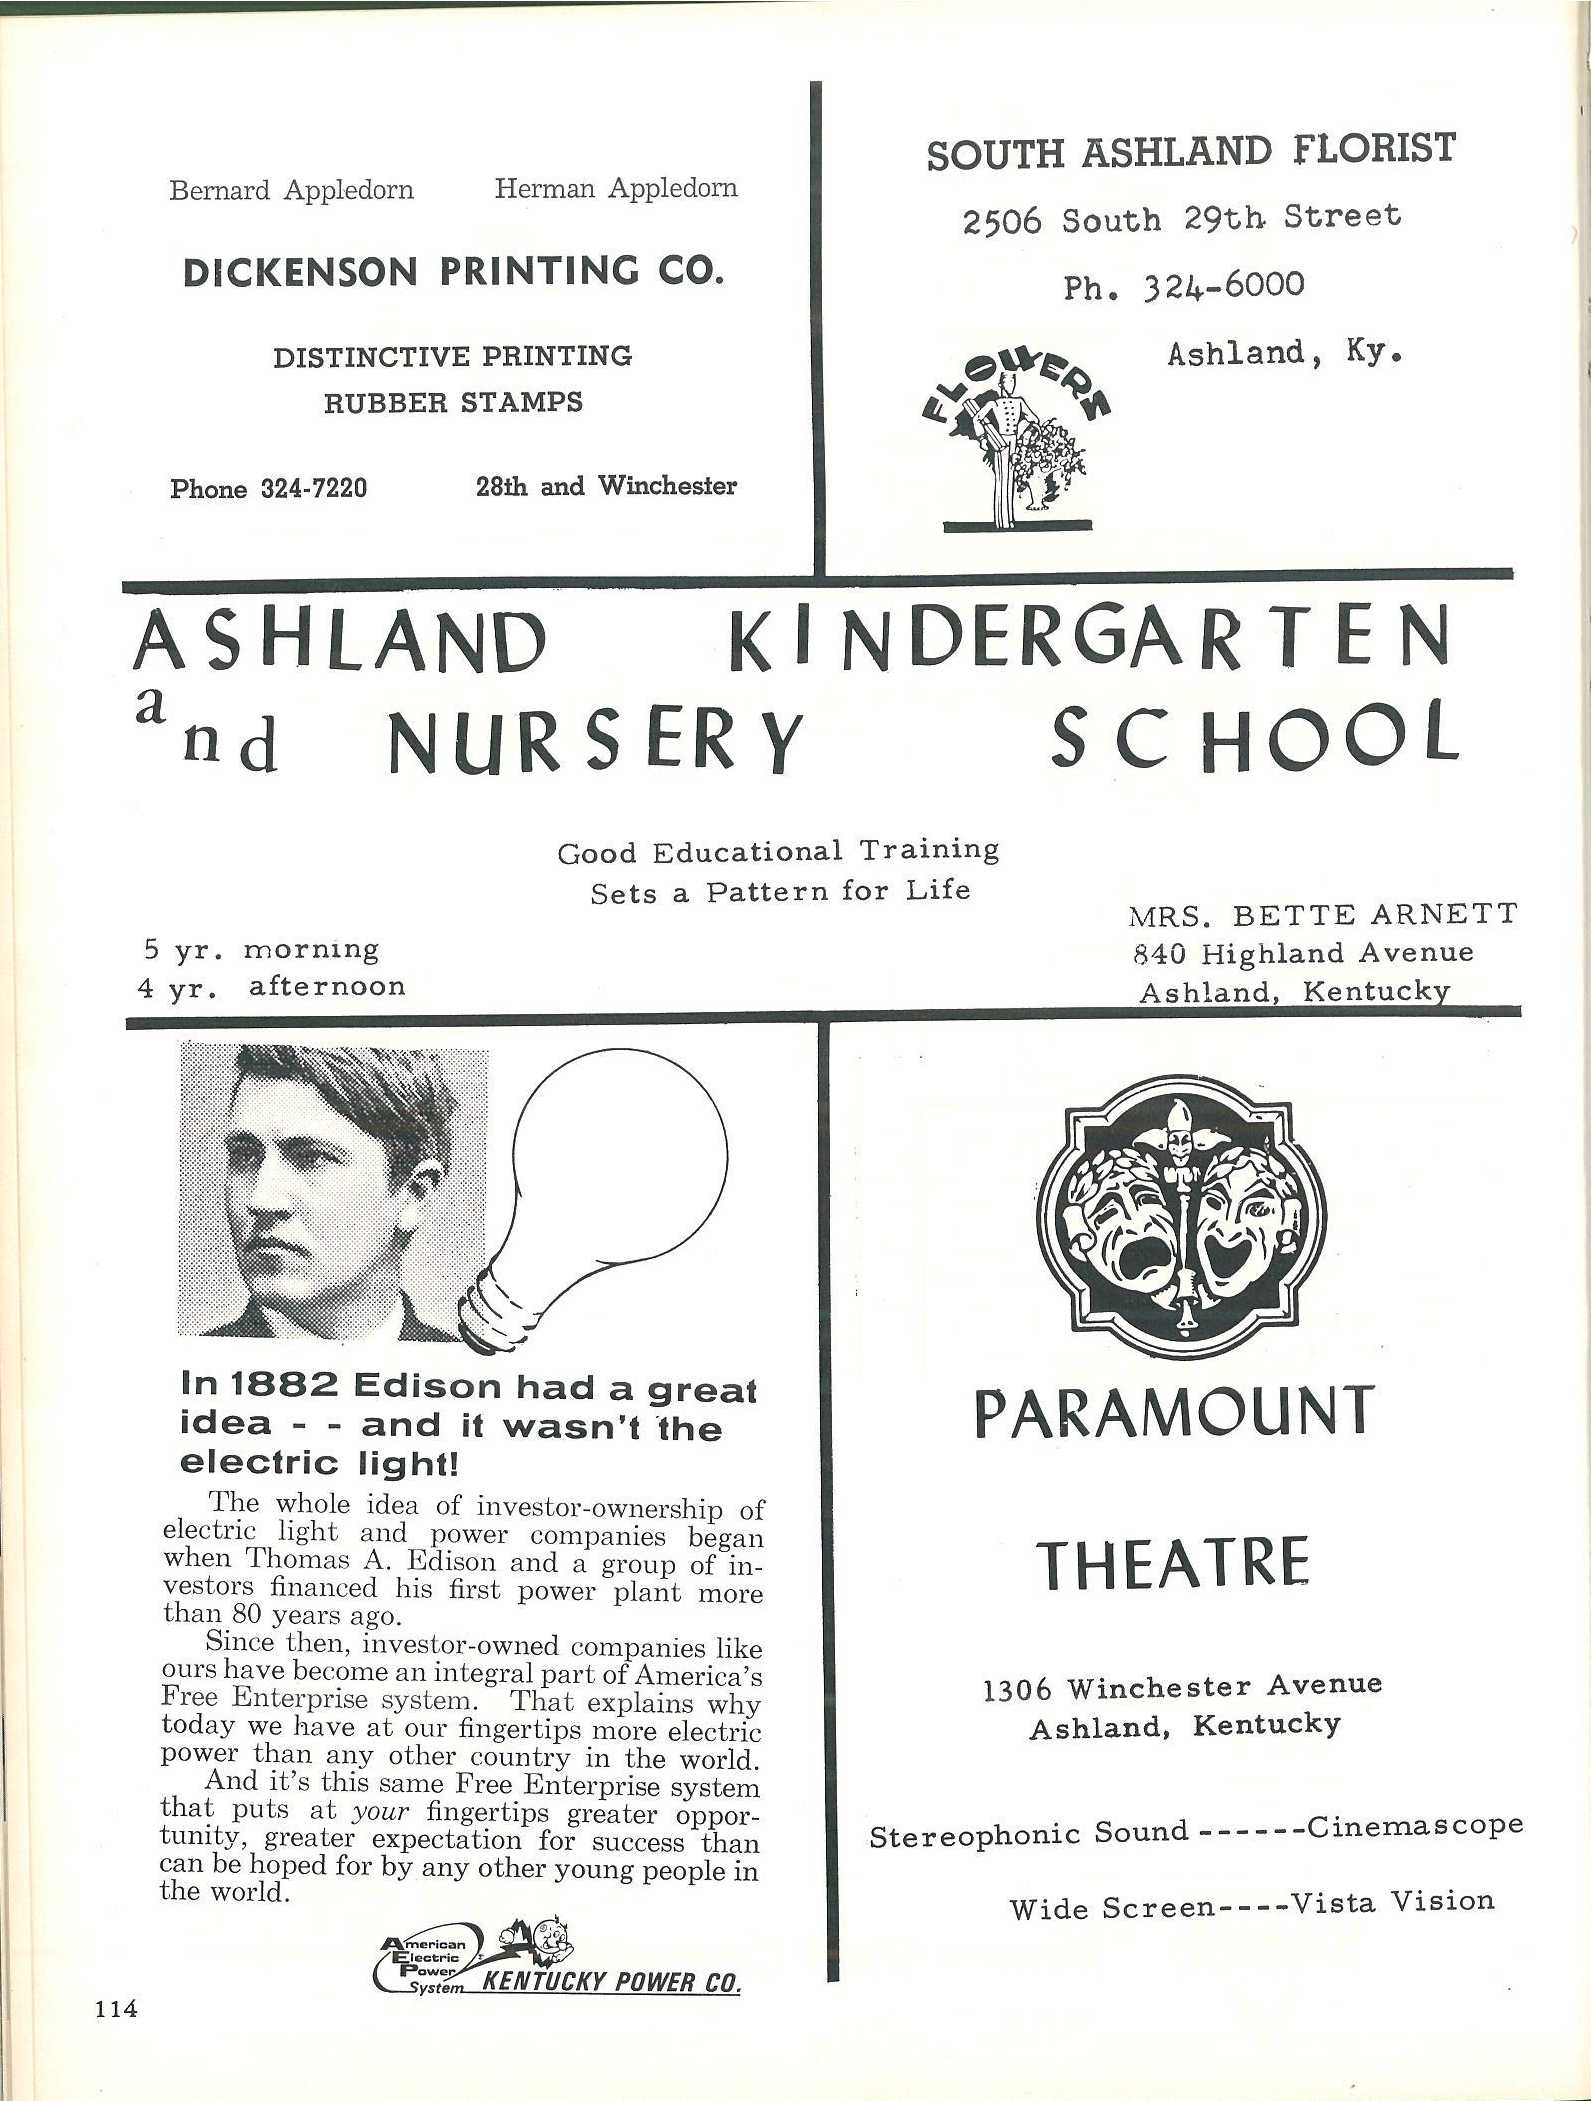 Bernard Appledorn Herman Appledorn
DICKENSON PRINTING CO.
DISTINCTIVE PRINTING
RUBBER STAMPS
Phone 324-7220 28th and Winchester
SOUTH ASHLAND FLORIST
2506 South 29th Street
Ph. 324-6000
Ashland, Ky.
FLOWERS
ASHLAND KINDERGARTEN
and NURSERY SCHOOL
Good Educational Training
Sets a Pattern for Life
5 yr. morning
4 yr. afternoon
MRS. BETTE ARNETT
840 Highland Avenue
Ashland, Kentucky
In 1882 Edison had a great
idea - - and it wasn't the
electric light!
The whole idea of investor-ownership of
electric light and power companies began
when Thomas A. Edison and a group of in-
vestors financed his first power plant more
than 80 years ago.
Since then, investor-owned companies like
ours have become an integral part of America's
Free Enterprise system. That explains why
today we have at our fingertips more electric
power than any other country in the world.
And it's this same Free Enterprise system
that puts at your fingertips greater oppor-
tunity, greater expectation for success than
can be hoped for by any other young people in
the world.
American
Electric
Power
System
KENTUCKY POWER CO.
PARAMOUNT
THEATRE
1306 Winchester Avenue
Ashland, Kentucky
Stereophonic Sound ------Cinemascope
Wide Screen----Vista Vision
114